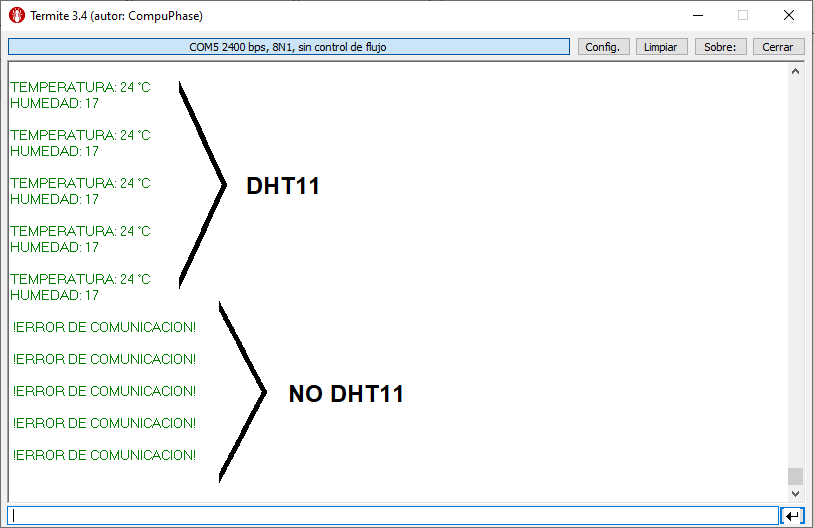 Termite 3.4 (autor: CompuPhase)
COM5 2400 bps, 8N1, sin control de flujo
Config.
Limpiar
Sobre:
Cerrar
TEMPERATURA: 24 °C
HUMEDAD: 17
TEMPERATURA: 24 °C
HUMEDAD: 17
TEMPERATURA: 24 °C
HUMEDAD: 17
TEMPERATURA: 24 °C
HUMEDAD: 17
TEMPERATURA: 24 °C
HUMEDAD: 17
DHT11
!ERROR DE COMUNICACION!
!ERROR DE COMUNICACION!
!ERROR DE COMUNICACION!
!ERROR DE COMUNICACION!
!ERROR DE COMUNICACION!
NO DHT11